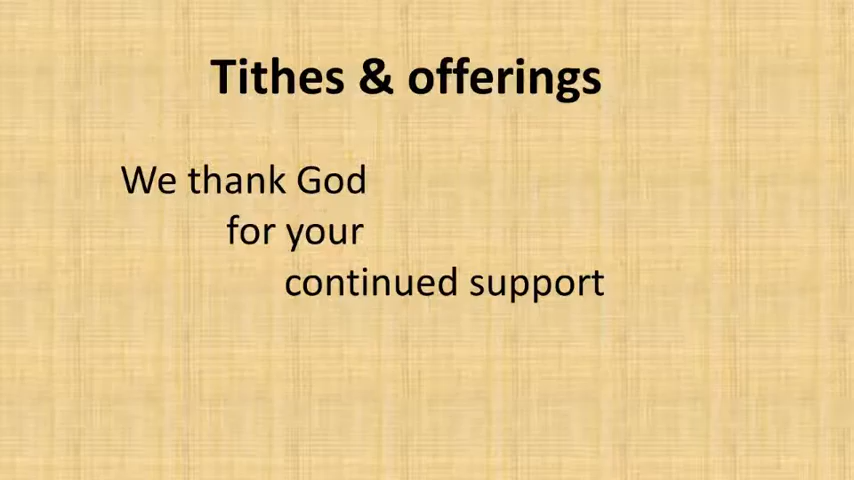 Tithes & offerings
We thank God
for your
continued support